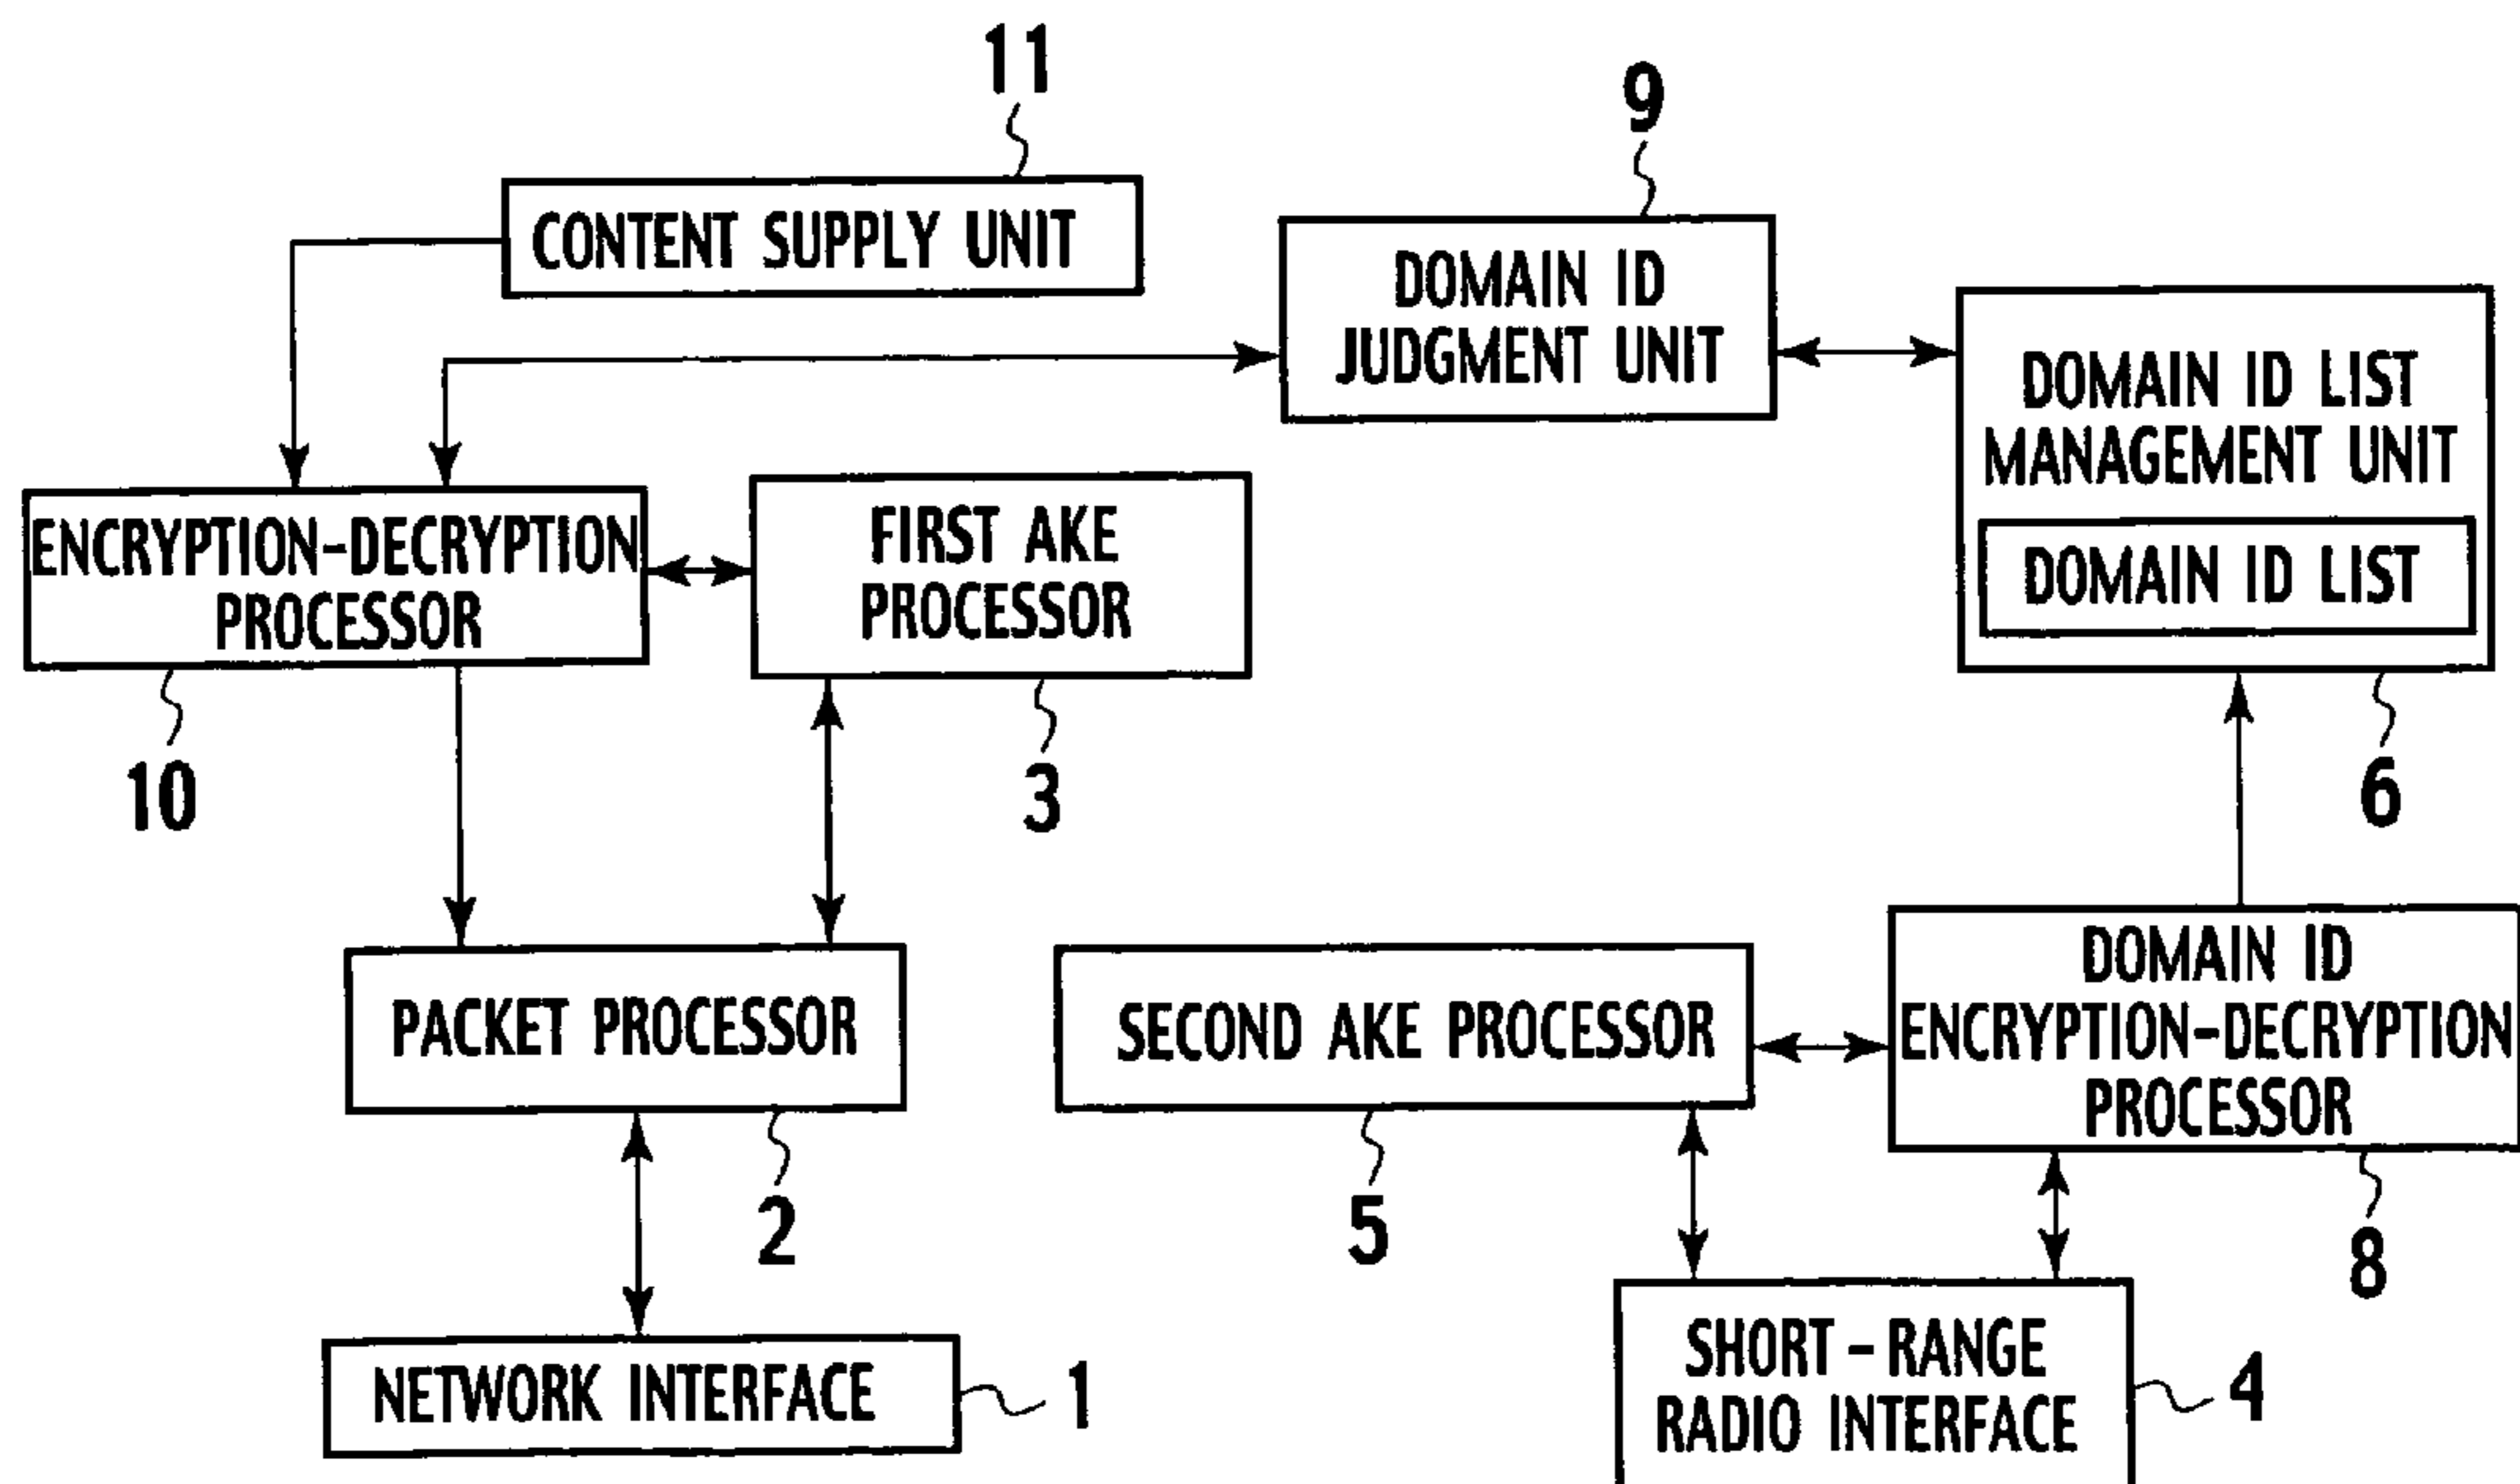 11
9
CONTENT SUPPLY UNIT
DOMAIN ID
JUDGMENT UNIT
DOMAIN ID LIST
MANAGEMENT UNIT
DOMAIN ID LIST
6
ENCRYPTION-DECRYPTION
PROCESSOR
10
FIRST AKE
PROCESSOR
3
PACKET PROCESSOR
2
SECOND AKE PROCESSOR
5
DOMAIN ID
ENCRYPTION-DECRYPTION
PROCESSOR
8
NETWORK INTERFACE
1
SHORT-RANGE
RADIO INTERFACE
4